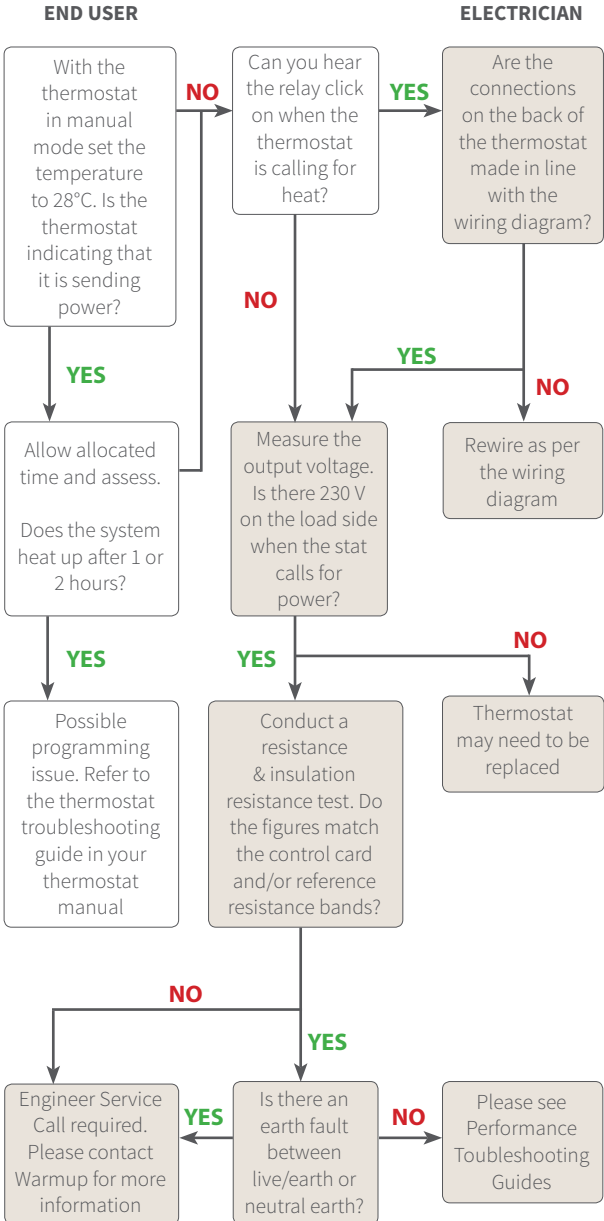 END USER
ELECTRICIAN
With the
thermostat
in manual
mode set the
temperature
to 28°C. Is the
thermostat
indicating that
it is sending
power?
NO
Can you hear
the relay click
on when the
thermostat
is calling for
heat?
YES
Are the
connections
on the back of
the thermostat
made in line
with the
wiring diagram?
YES
NO
YES
NO
Allow allocated
time and assess.
Does the system
heat up after 1 or
2 hours?
Measure the
output voltage.
Is there 230 V
on the load side
when the stat
calls for
power?
Rewire as per
the wiring
diagram
YES
YES
NO
Possible
programming
issue. Refer to
the thermostat
troubleshooting
guide in your
thermostat
manual
Conduct a
resistance
& insulation
resistance test. Do
the figures match
the control card
and/or reference
resistance bands?
Thermostat
may need to be
replaced
NO
YES
Engineer Service
Call required.
Please contact
Warmup for more
information
YES
Is there an
earth fault
between
live/earth or
neutral earth?
NO
Please see
Performance
Toubleshooting
Guides